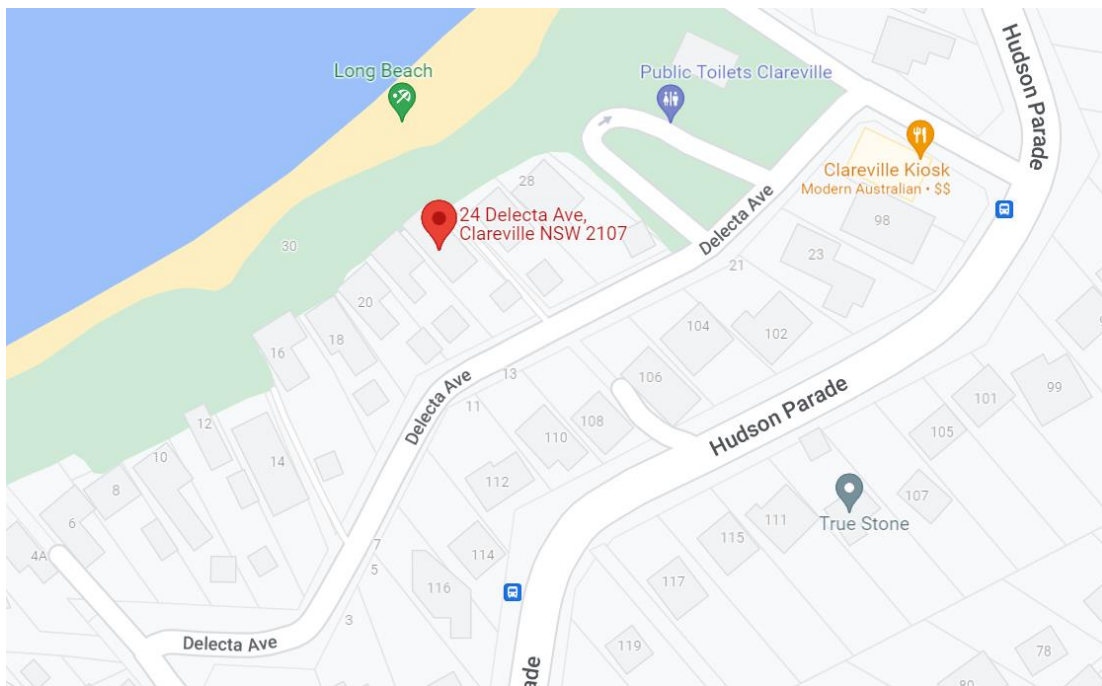 Hudson Parade
Long Beach
Public Toilets Clareville
Clareville Kiosk
Modern Australian • $$
28
24 Delecta Ave,
Clareville NSW 2107
Delecta Ave
98
30
23
21
20
104
102
18
16
106
13
99
Delecta Ave
11
101
Hudson Parade
12
108
110
105
10
14
112
8
107
111
True Stone
6
115
7
114
4A
5
117
116
3
Delecta Ave
119
78
80